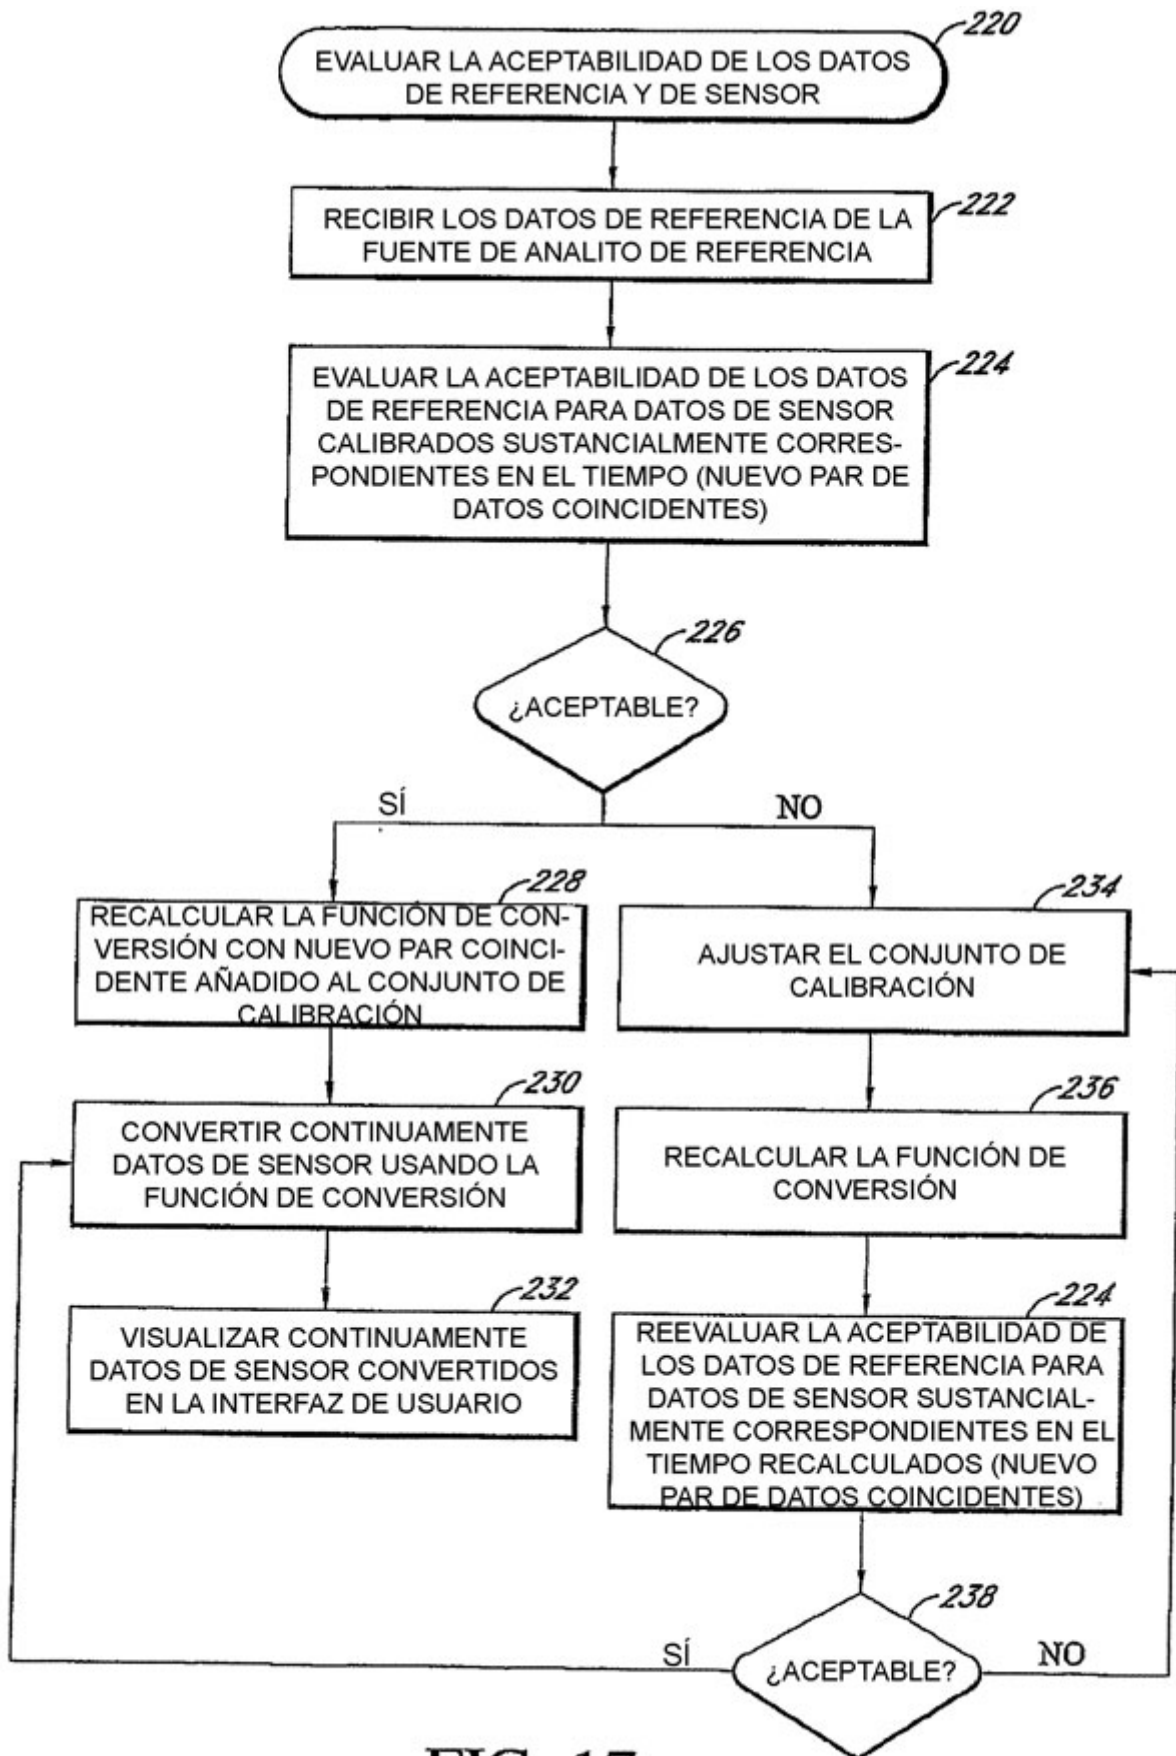 220
EVALUAR LA ACEPTABILIDAD DE LOS DATOS
DE REFERENCIA Y DE SENSOR
222
RECIBIR LOS DATOS DE REFERENCIA DE LA
FUENTE DE ANALITO DE REFERENCIA
224
EVALUAR LA ACEPTABILIDAD DE LOS DATOS
DE REFERENCIA PARA DATOS DE SENSOR
CALIBRADOS SUSTANCIALMENTE CORRES-
PONDIENTES EN EL TIEMPO (NUEVO PAR DE
DATOS COINCIDENTES)
226
¿ACEPTABLE?
SÍ
NO
228
RECALCULAR LA FUNCIÓN DE CON-
VERSIÓN CON NUEVO PAR COINCI-
DENTE AÑADIDO AL CONJUNTO DE
CALIBRACIÓN
234
AJUSTAR EL CONJUNTO DE
CALIBRACIÓN
230
CONVERTIR CONTINUAMENTE
DATOS DE SENSOR USANDO LA
FUNCIÓN DE CONVERSIÓN
236
RECALCULAR LA FUNCIÓN DE
CONVERSIÓN
232
VISUALIZAR CONTINUAMENTE
DATOS DE SENSOR CONVERTIDOS
EN LA INTERFAZ DE USUARIO
224
REEVALUAR LA ACEPTABILIDAD DE
LOS DATOS DE REFERENCIA PARA
DATOS DE SENSOR SUSTANCIAL-
MENTE CORRESPONDIENTES EN EL
TIEMPO RECALCULADOS (NUEVO
PAR DE DATOS COINCIDENTES)
238
¿ACEPTABLE?
SÍ
NO
FIG. 17